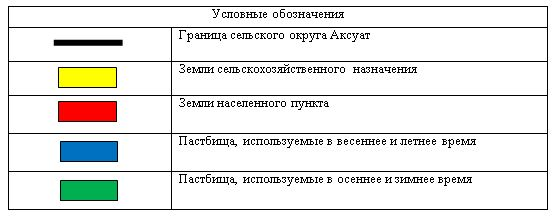 Условные обозначения
Граница сельского округа Аксуат
Земли сельскохозяйственного назначения
Земли населенного пункта
Пастбища, используемые в весеннее и летнее время
Пастбища, используемые в осеннее и зимнее время